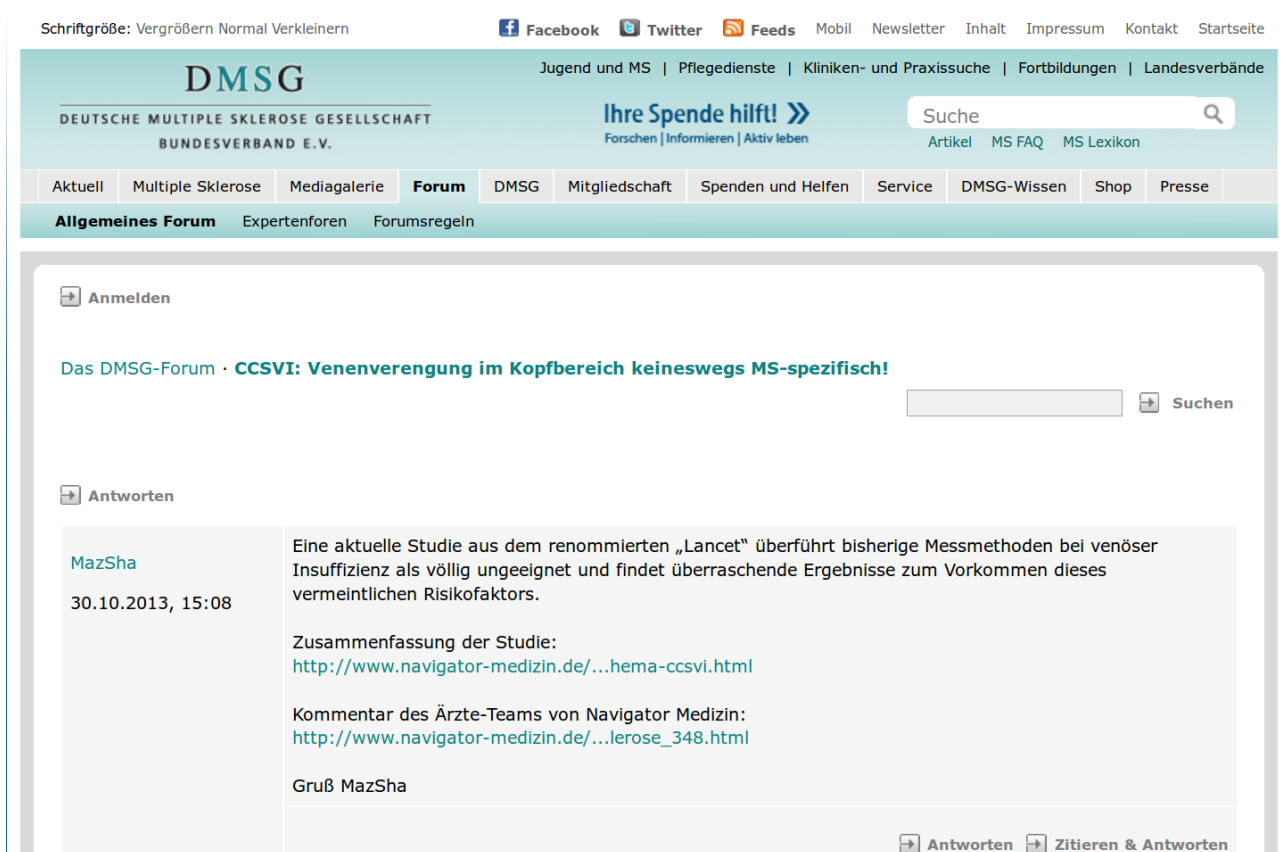 Schriftgröße: Vergrößern Normal Verkleinern Facebook Twitter Feeds Mobil Newsletter Inhalt Impressum Kontakt Startseite
Jugend und MS | Pflegedienste | Kliniken- und Praxissuche | Fortbildungen | Landesverbände
DMSG
DEUTSCHE MULTIPLE SKLEROSE GESELLSCHAFT
BUNDESVERBAND E.V.
Ihre Spende hilft!
Forschen | Informieren | Aktiv leben
Suche
Artikel MS FAQ MS Lexikon
Aktuell Multiple Sklerose Mediagalerie Forum DMSG Mitgliedschaft Spenden und Helfen Service DMSG-Wissen Shop Presse
Allgemeines Forum Expertenforen Forumsregeln
Anmelden
Das DMSG-Forum · CCSVI: Venenverengung im Kopfbereich keineswegs MS-spezifisch!
Suchen
Antworten
MazSha
30.10.2013, 15:08
Eine aktuelle Studie aus dem renommierten „Lancet“ überführt bisherige Messmethoden bei venöser
Insuffizienz als völlig ungeeignet und findet überraschende Ergebnisse zum Vorkommen dieses
vermeintlichen Risikofaktors.
Zusammenfassung der Studie:
http://www.navigator-medizin.de/...hema-ccsvi.html
Kommentar des Ärzte-Teams von Navigator Medizin:
http://www.navigator-medizin.de/...lerose_348.html
Gruß MazSha
Antworten Zitieren & Antworten